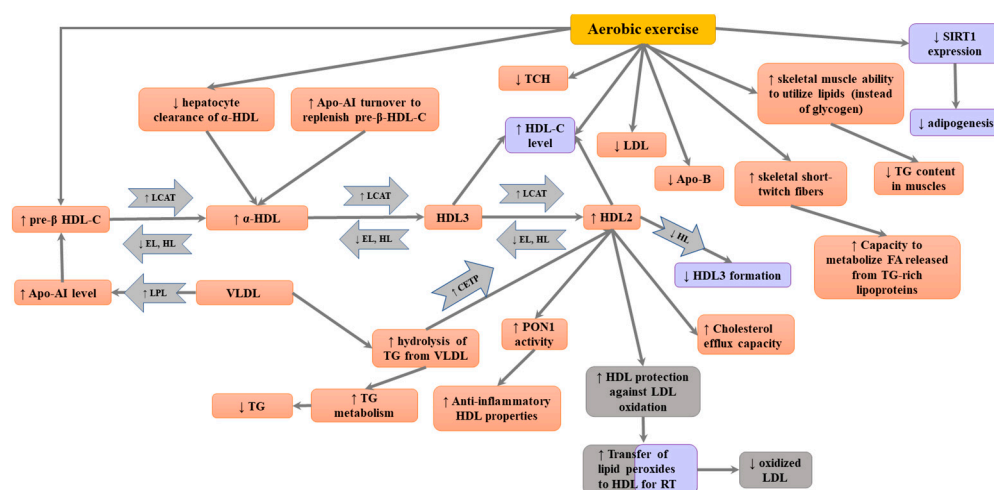 Aerobic exercise
↓ SIRT1
expression
↓ TCH
↑ skeletal muscle ability
to utilize lipids (instead
of glycogen)
↓ hepatocyte
clearance of α-HDL
↑ Apo-AI turnover to
replenish pre-β-HDL-C
↑ HDL-C
level
↓ LDL
↓ adipogenesis
↓ Apo-B
↑ skeletal short-
twitch fibers
↓ TG content
in muscles
↑ LCAT
↑ LCAT
↑ LCAT
↑ pre-β HDL-C
↑ α-HDL
HDL3
↑ HDL2
↓ EL, HL
↓ EL, HL
↓ EL, HL
↓ HL
↑ Capacity to
metabolize FA released
from TG-rich
lipoproteins
↓ HDL3 formation
↑ Apo-AI level
↑ LPL
VLDL
↑ CETP
↑ hydrolysis of
TG from VLDL
↑ PON1
activity
↑ Cholesterol
efflux capacity
↑ HDL protection
against LDL
oxidation
↓ TG
↑ TG
metabolism
↑ Anti-inflammatory
HDL properties
↑ Transfer of
lipid peroxides
to HDL for RT
↓ oxidized
LDL